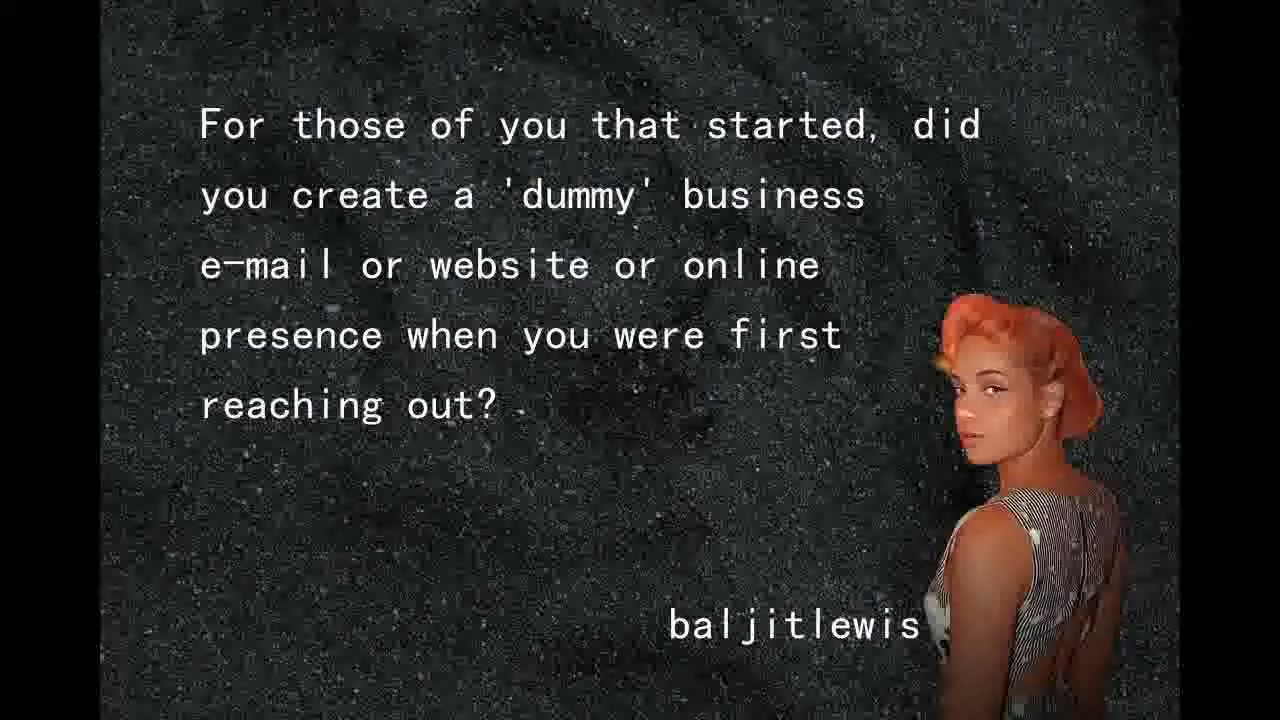 For those of you that started, did
you create a 'dummy' business
e-mail or website or online
presence when you were first
reaching out?
baljitlewis